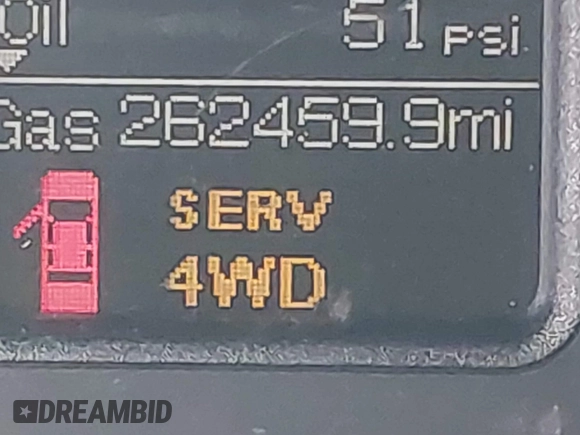 Oil 51 psi
Gas 262459.9mi
SERV
4WD
DREAMBID